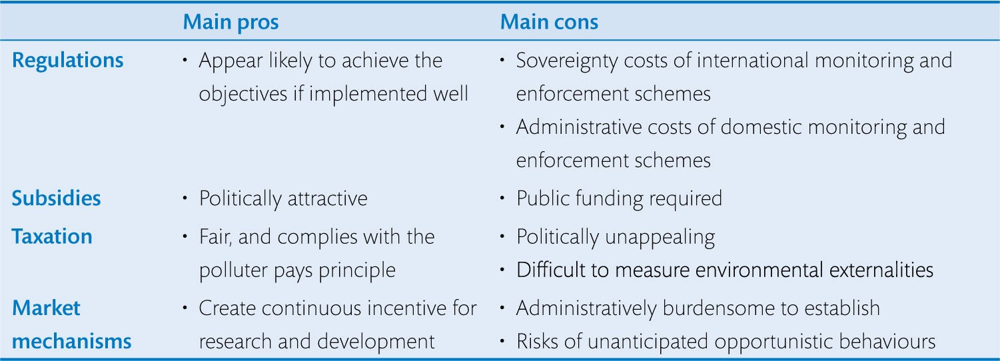 Main pros Main cons
Regulations • Appear likely to achieve the • Sovereignty costs of international monitoring and
objectives if implemented well enforcement schemes
• Administrative costs of domestic monitoring and
enforcement schemes
Subsidies • Politically attractive • Public funding required
Taxation • Fair, and complies with the • Politically unappealing
polluter pays principle • Difficult to measure environmental externalities
Market • Create continuous incentive for • Administratively burdensome to establish
mechanisms research and development • Risks of unanticipated opportunistic behaviours